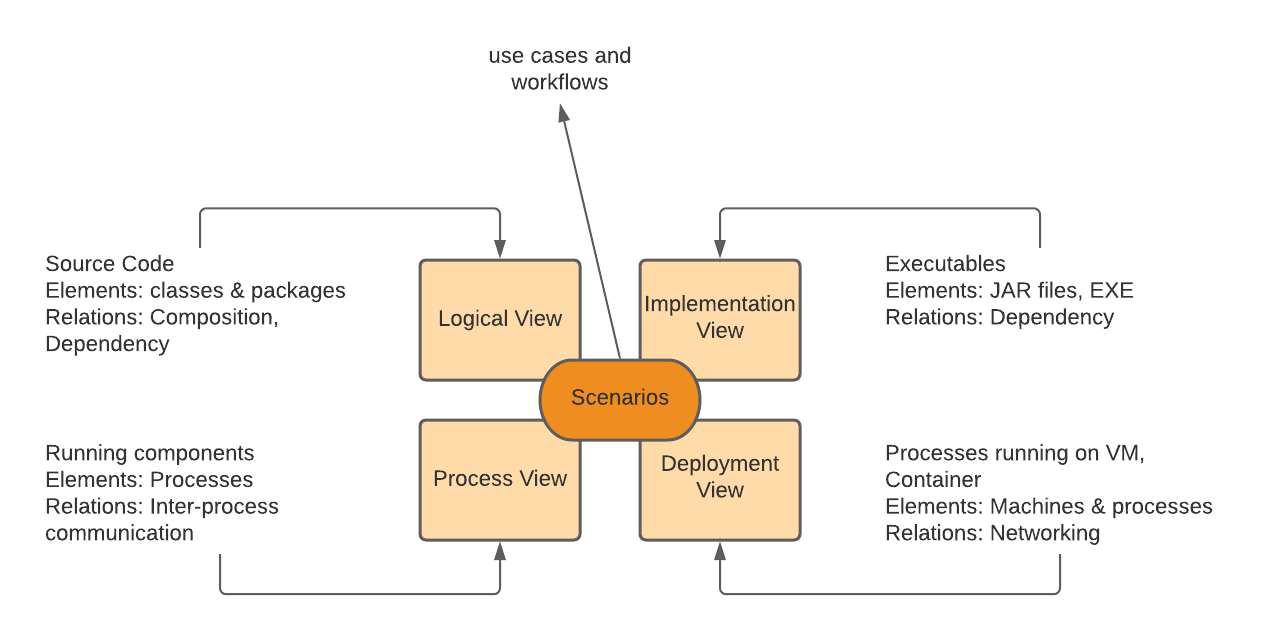 use cases and
workflows
Source Code
Elements: classes & packages
Relations: Composition,
Dependency
Logical View
Implementation
View
Executables
Elements: JAR files, EXE
Relations: Dependency
Scenarios
Running components
Elements: Processes
Relations: Inter-process
communication
Process View
Deployment
View
Processes running on VM,
Container
Elements: Machines & processes
Relations: Networking